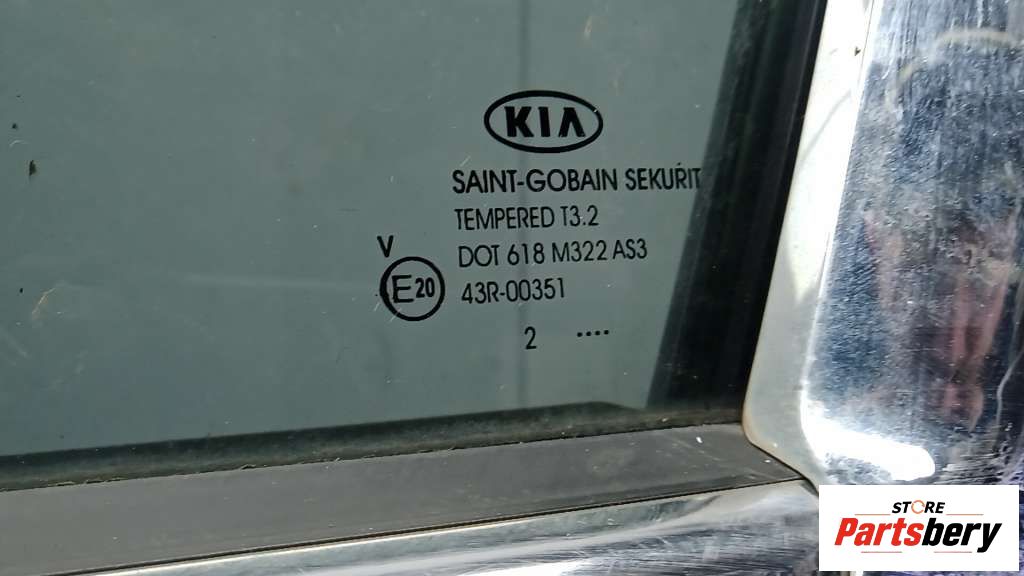 KIA
SAINT-GOBAIN SEKURIT
TEMPERED T3.2
V
DOT 618 M322 AS3
E20
43R-00351
2 ....
STORE
Partsbery